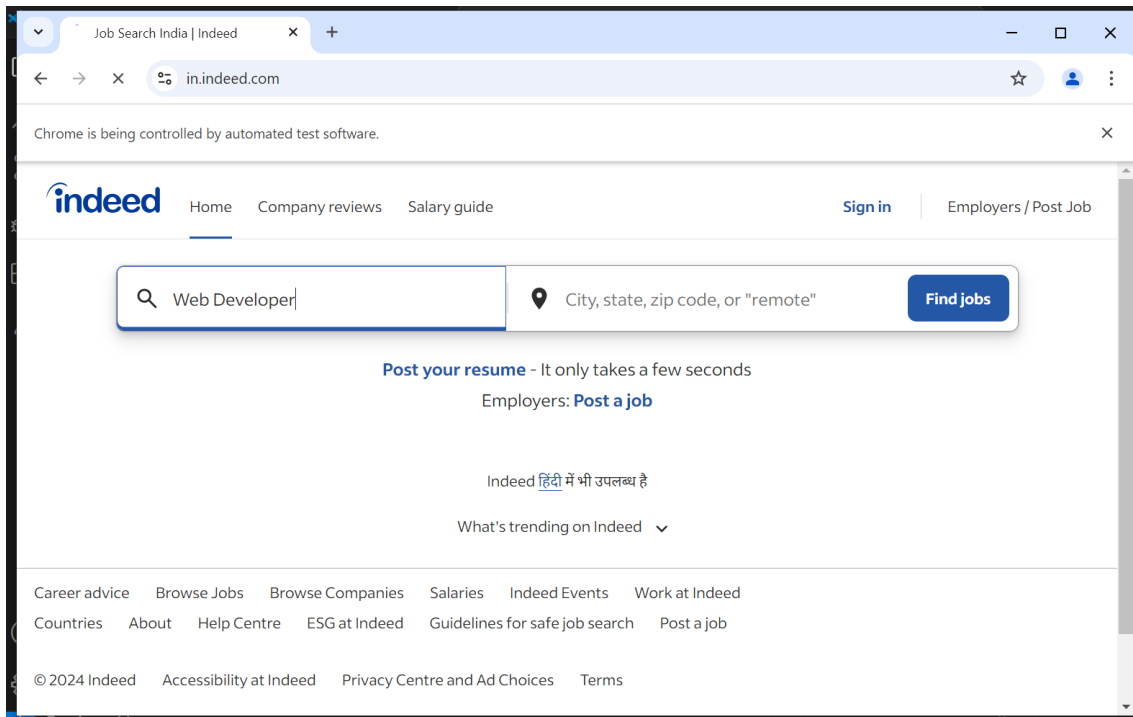 Job Search India | Indeed
in.indeed.com
Chrome is being controlled by automated test software.
indeed Home Company reviews Salary guide Sign in Employers / Post Job
Web Developer City, state, zip code, or "remote" Find jobs
Post your resume - It only takes a few seconds
Employers: Post a job
Indeed हिंदी में भी उपलब्ध है
What's trending on Indeed
Career advice Browse Jobs Browse Companies Salaries Indeed Events Work at Indeed
Countries About Help Centre ESG at Indeed Guidelines for safe job search Post a job
© 2024 Indeed Accessibility at Indeed Privacy Centre and Ad Choices Terms